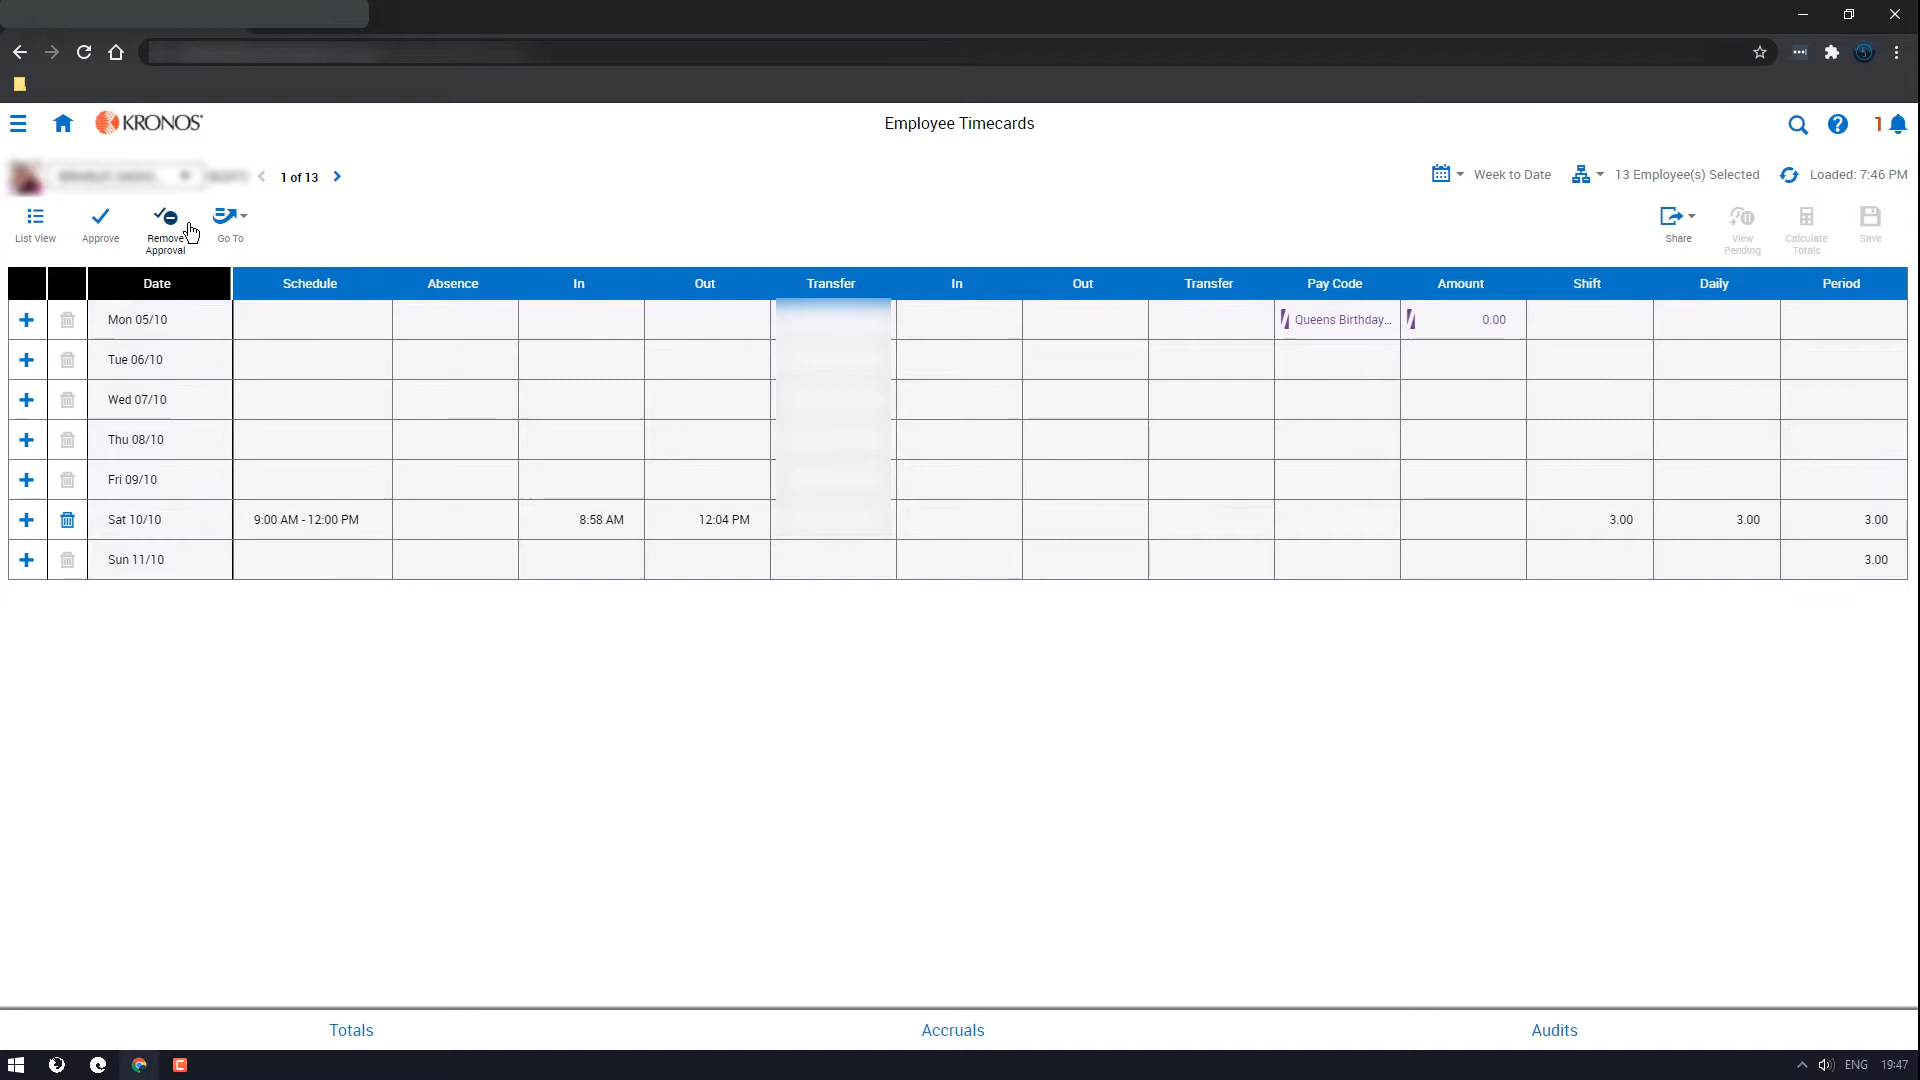 KRONOS
Employee Timecards
1
1 of 13
Week to Date
13 Employee(s) Selected
Loaded: 7:46 PM
List View
Approve
Remove Approval
Go To
Share
View Pending
Calculate Totals
Save
Date Schedule Absence In Out Transfer In Out Transfer Pay Code Amount Shift Daily Period
Mon 05/10 Queens Birthday... 0.00
Tue 06/10
Wed 07/10
Thu 08/10
Fri 09/10
Sat 10/10 9:00 AM - 12:00 PM 8:58 AM 12:04 PM 3.00 3.00 3.00
Sun 11/10 3.00
Totals Accruals Audits
ENG 19:47